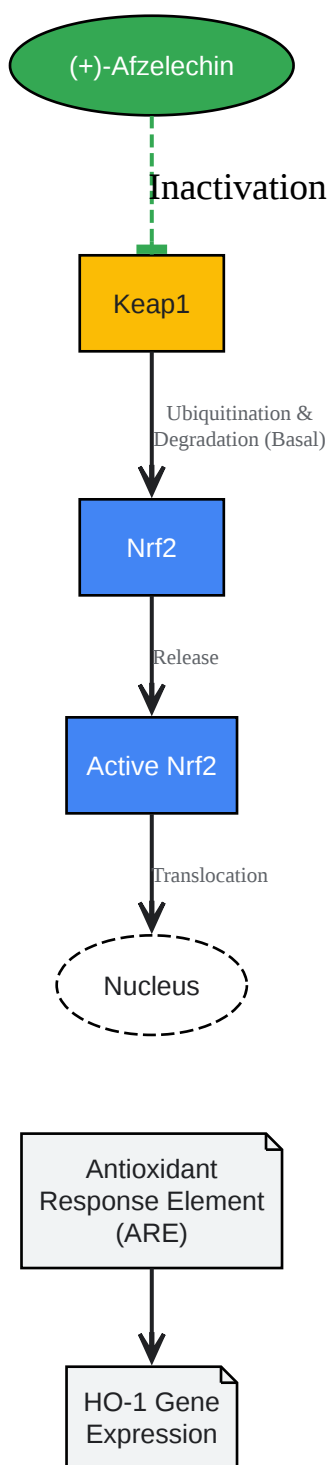 (+)-Afzelechin
Inactivation
Keap1
Ubiquitination &
Degradation (Basal)
Nrf2
Release
Active Nrf2
Translocation
Nucleus
Antioxidant
Response Element
(ARE)
HO-1 Gene
Expression